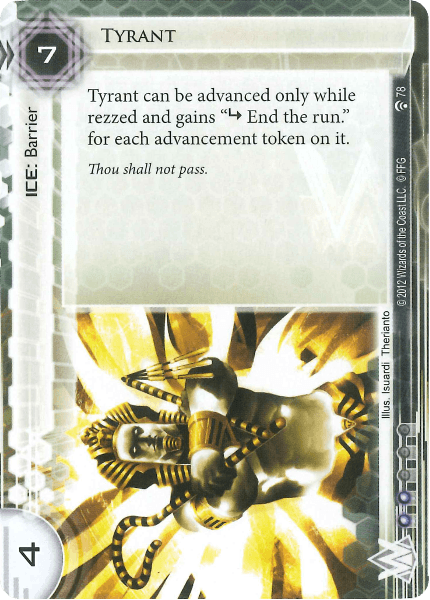 7
TYRANT
ICE: Barrier
Tyrant can be advanced only while
rezzed and gains “↳ End the run.”
for each advancement token on it.
Thou shall not pass.
78
© 2012 Wizards of the Coast LLC. © FFG
Illus. Isuardi Therianto
4